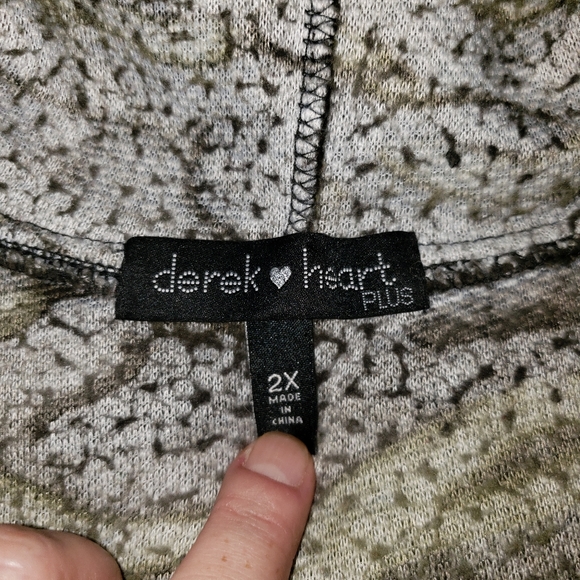 derek heart
PLUS
2X
MADE
IN
CHINA